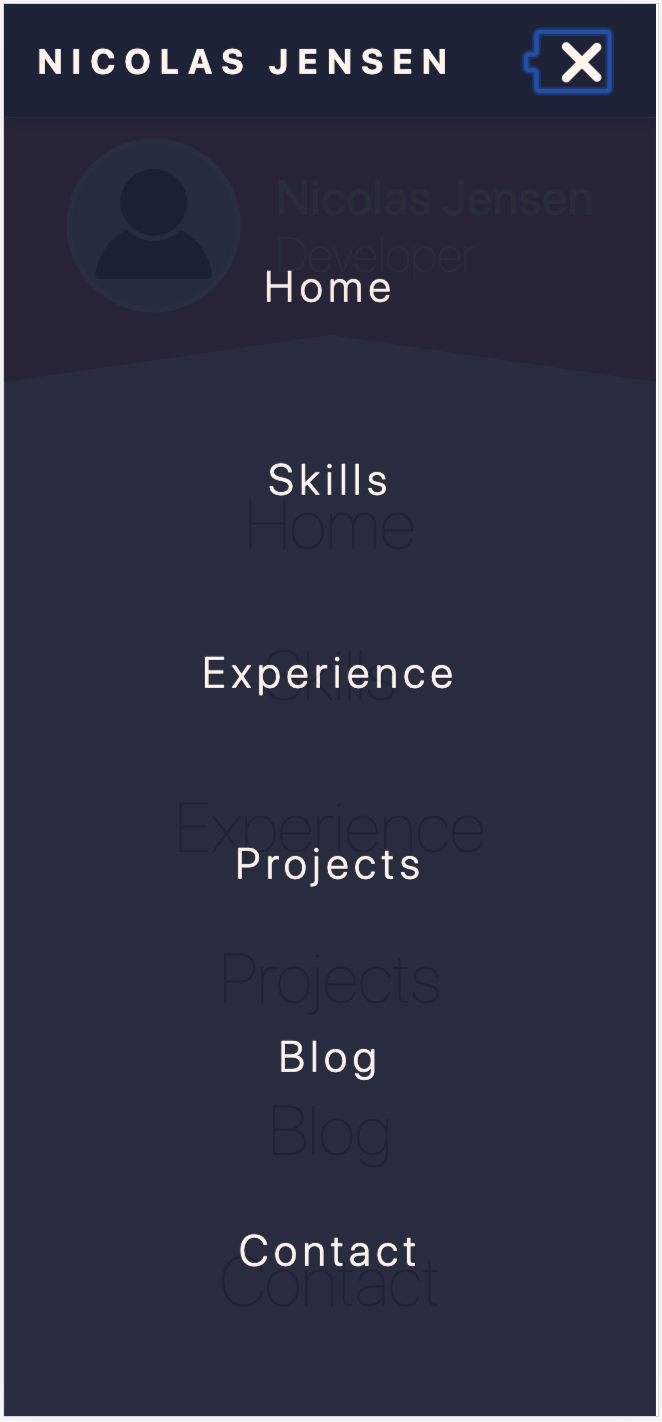 NICOLAS JENSEN
Nicolas Jensen
Developer
Home
Skills
Home
Skills
Experience
Experience
Projects
Projects
Blog
Blog
Contact
Contact